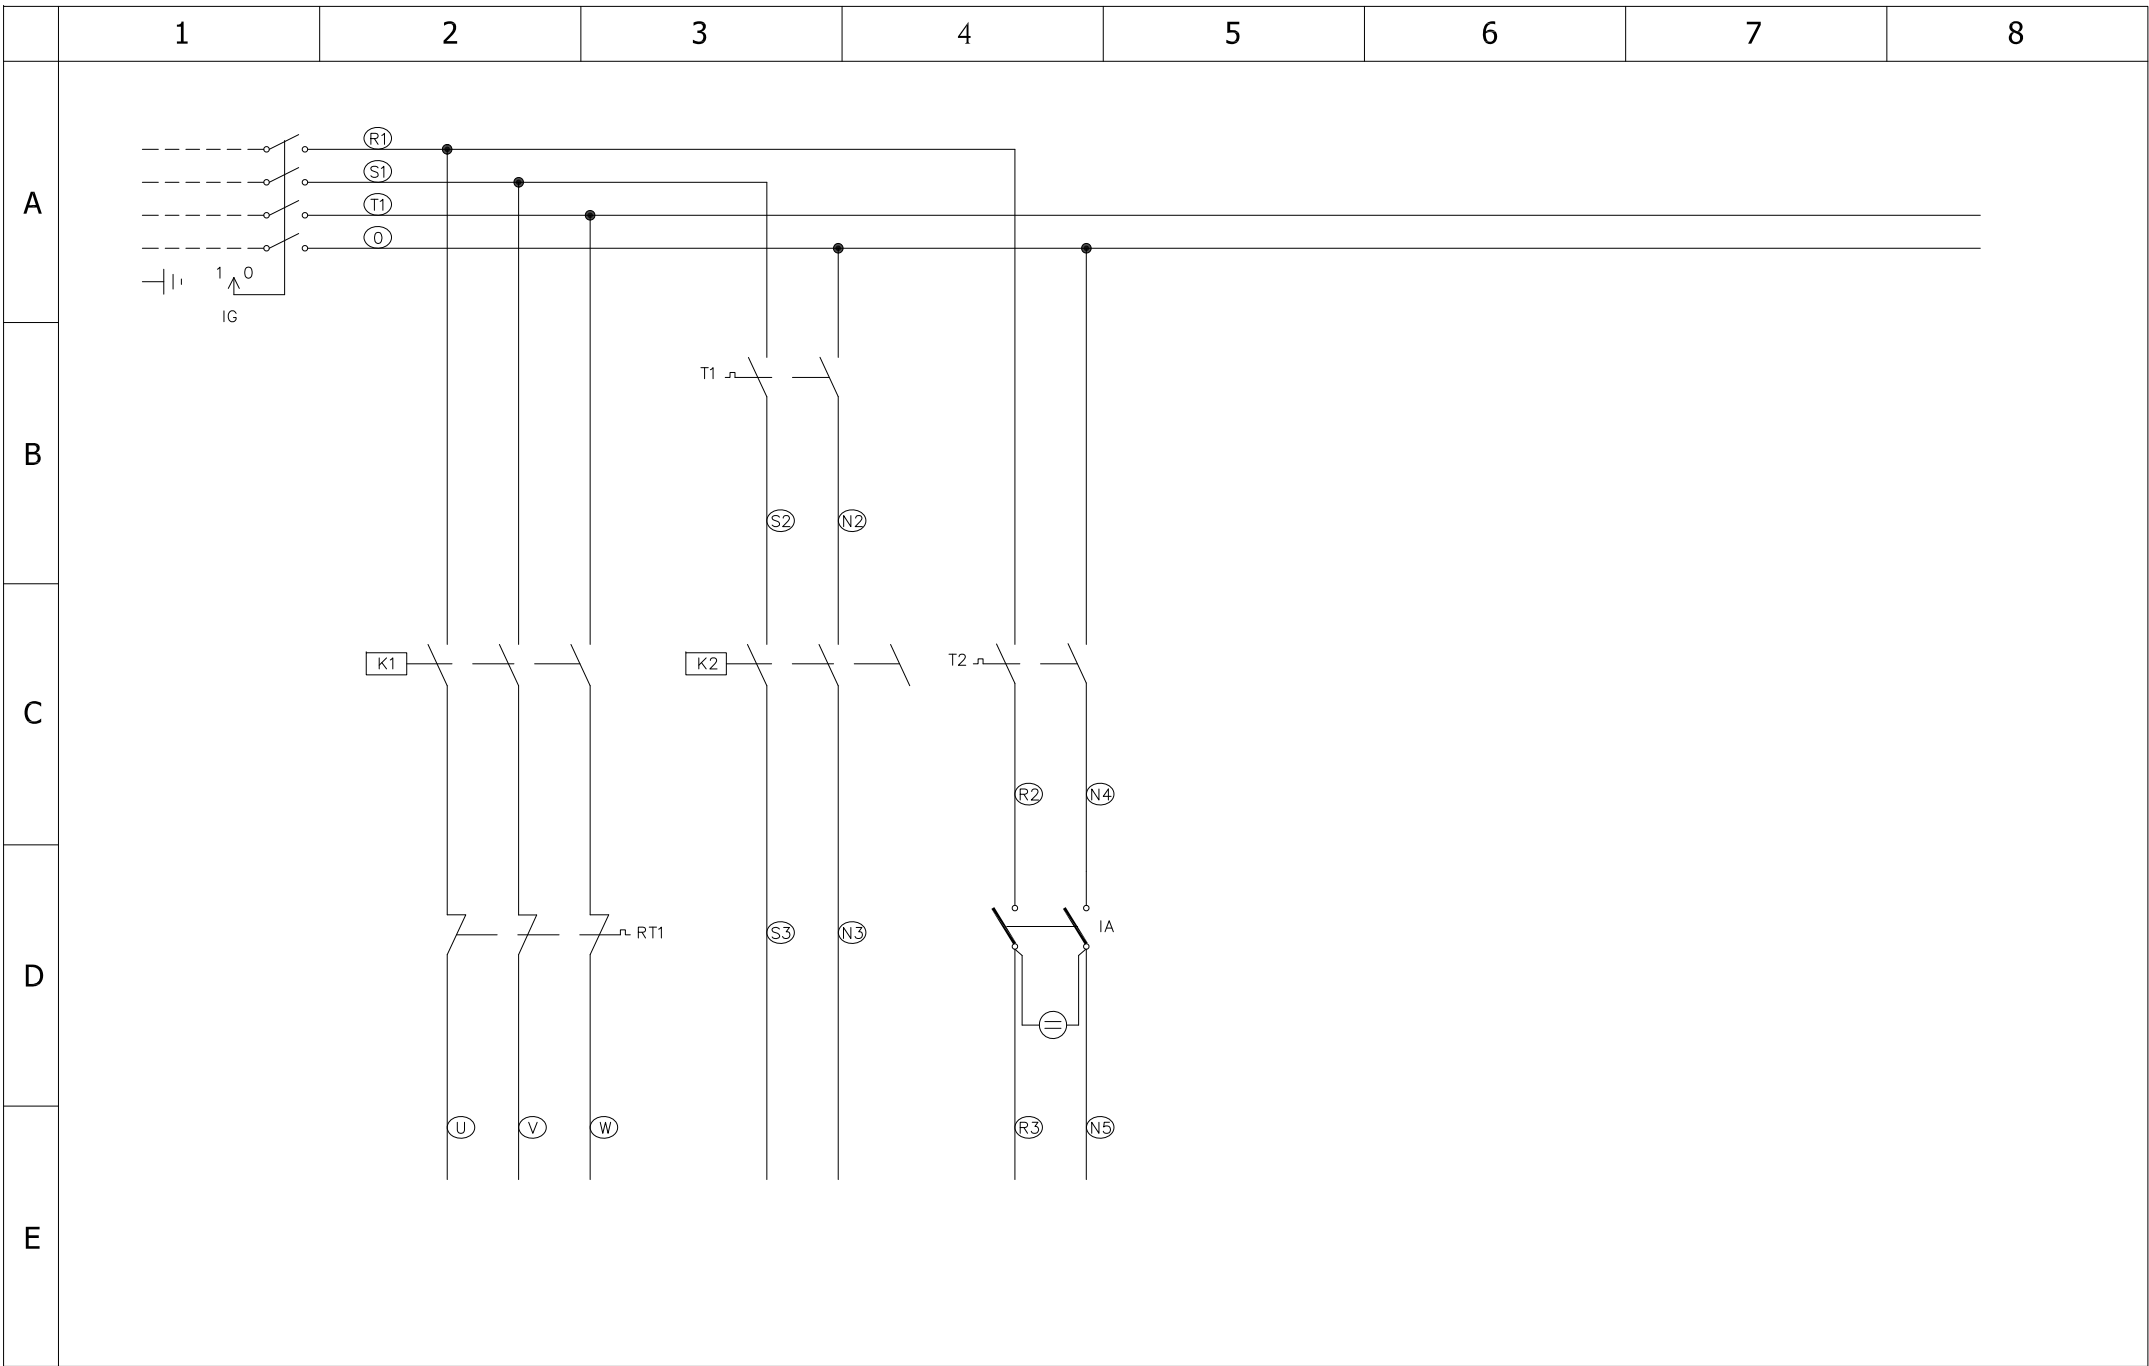 1 2 3 4 5 6 7 8
A
R1
S1
T1
0
1 0
IG
B
T1
S2 N2
C
K1 K2 T2
R2 N4
D
RT1 S3 N3 IA
E
U V W R3 N5